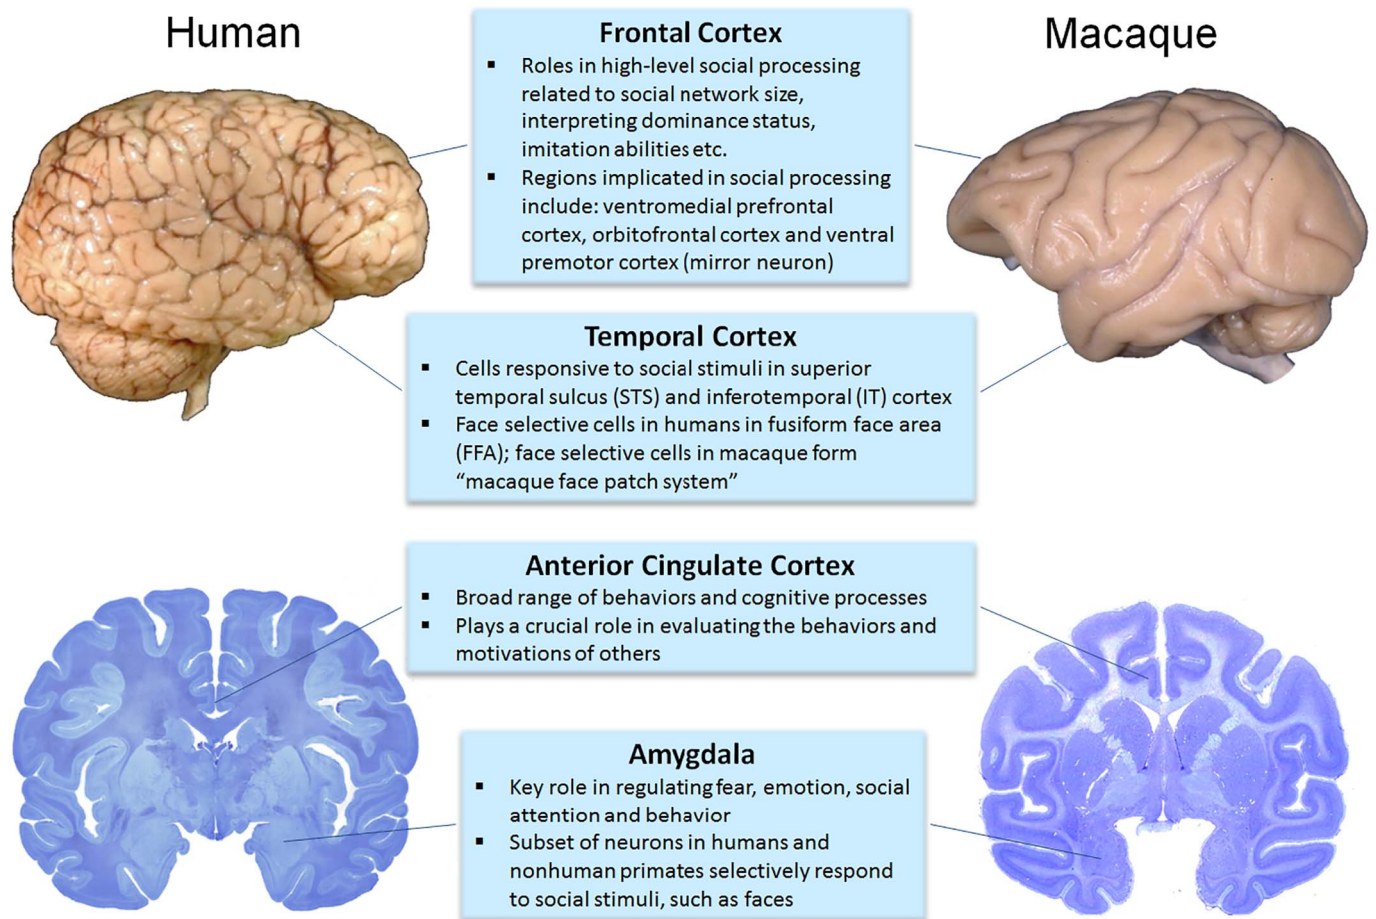 Human
Macaque
Frontal Cortex
▪ Roles in high-level social processing
related to social network size,
interpreting dominance status,
imitation abilities etc.
▪ Regions implicated in social processing
include: ventromedial prefrontal
cortex, orbitofrontal cortex and ventral
premotor cortex (mirror neuron)
Temporal Cortex
▪ Cells responsive to social stimuli in superior
temporal sulcus (STS) and inferotemporal (IT) cortex
▪ Face selective cells in humans in fusiform face area
(FFA); face selective cells in macaque form
“macaque face patch system”
Anterior Cingulate Cortex
▪ Broad range of behaviors and cognitive processes
▪ Plays a crucial role in evaluating the behaviors and
motivations of others
Amygdala
▪ Key role in regulating fear, emotion, social
attention and behavior
▪ Subset of neurons in humans and
nonhuman primates selectively respond
to social stimuli, such as faces